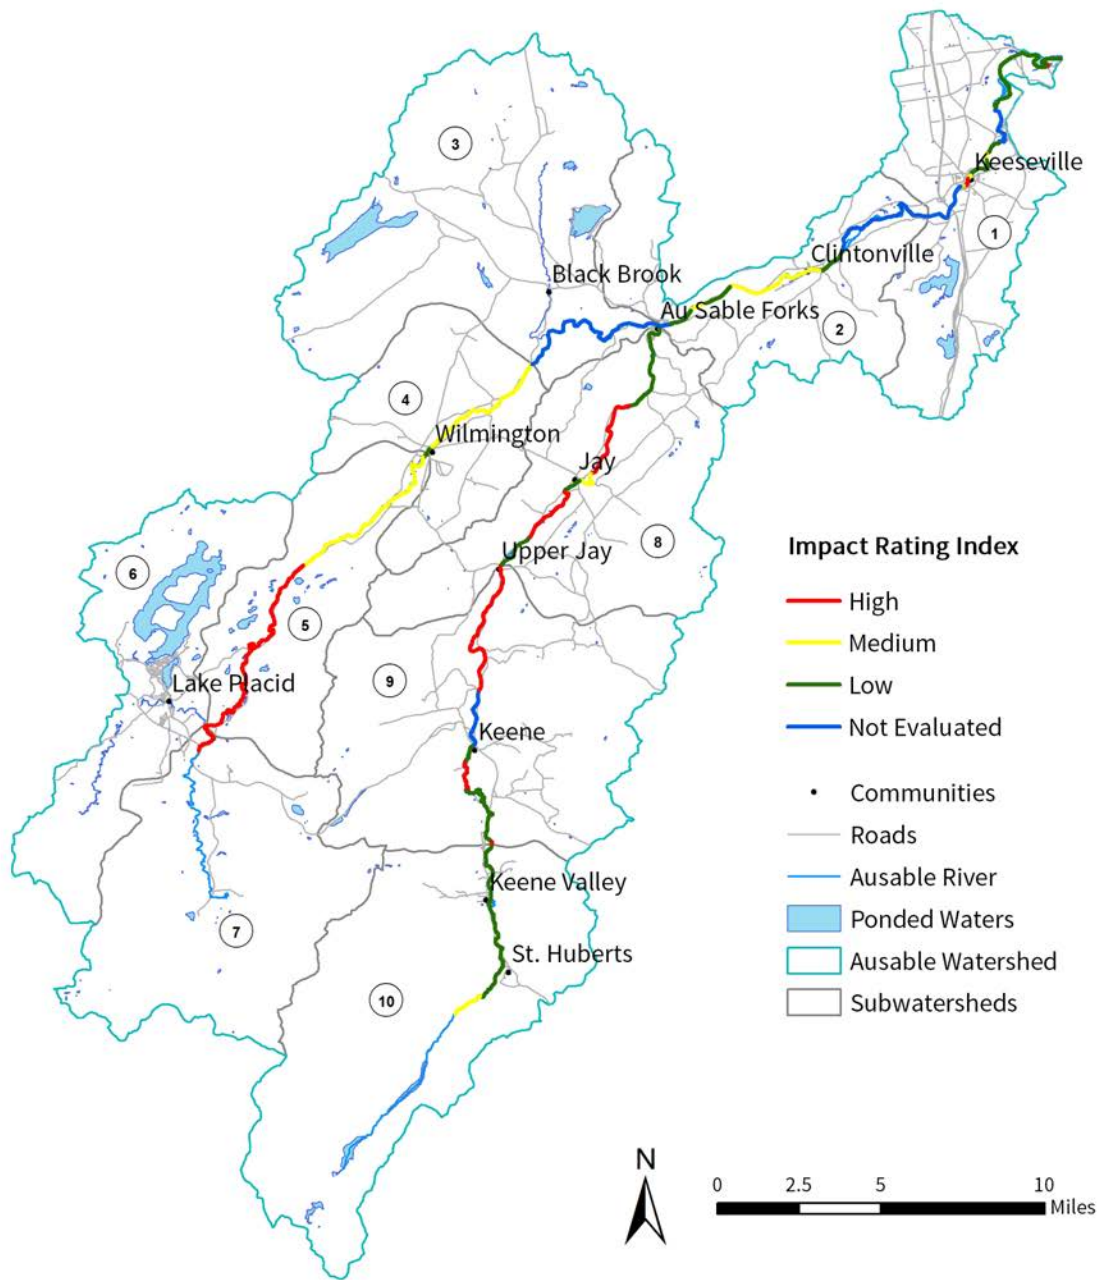 3
Keeseville
1
Clintonville
Black Brook
Au Sable Forks
2
4
Wilmington
Jay
8
Upper Jay
6
5
Lake Placid
9
Keene
Keene Valley
7
St. Huberts
10
Impact Rating Index
High
Medium
Low
Not Evaluated
Communities
Roads
Ausable River
Ponded Waters
Ausable Watershed
Subwatersheds
N
0 2.5 5 10
Miles